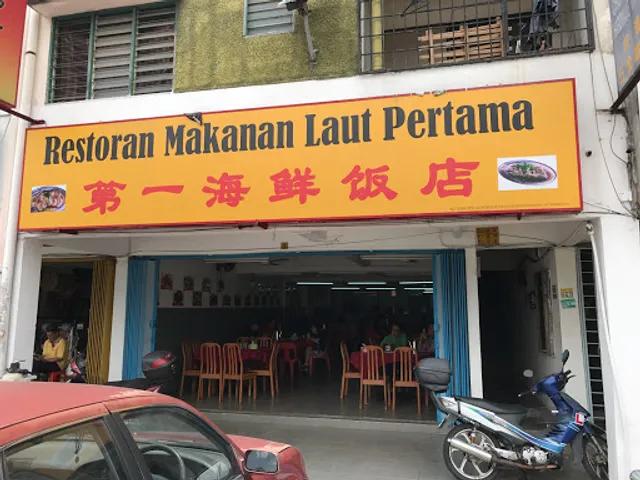 Restoran Makanan Laut Pertama
第一海鲜饭店